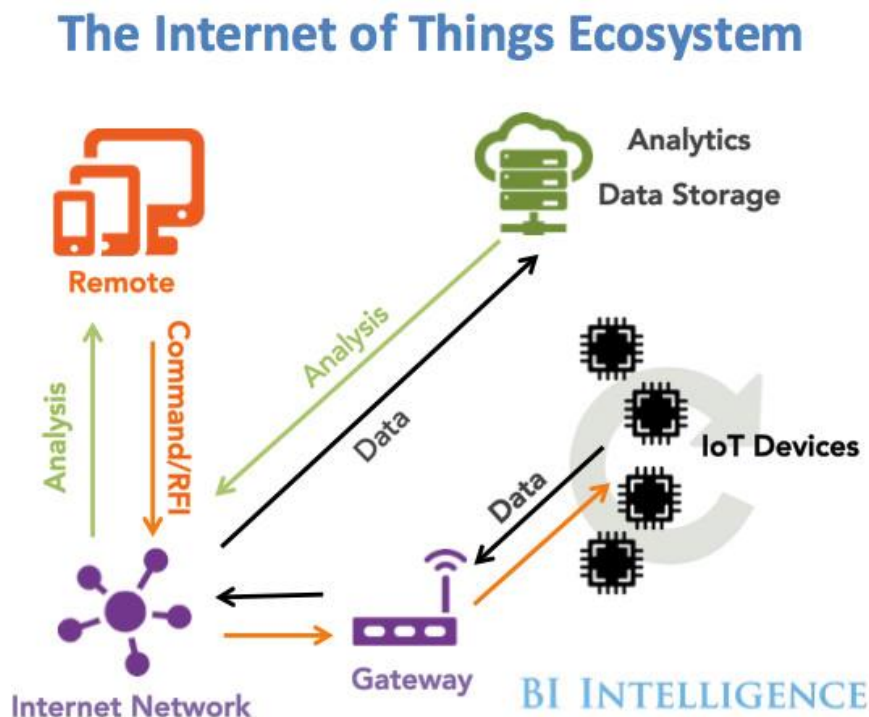 The Internet of Things Ecosystem
Analytics
Data Storage
Remote
Analysis
Command/RFI
Analysis
Data
IoT Devices
Data
Gateway
Internet Network
BI INTELLIGENCE